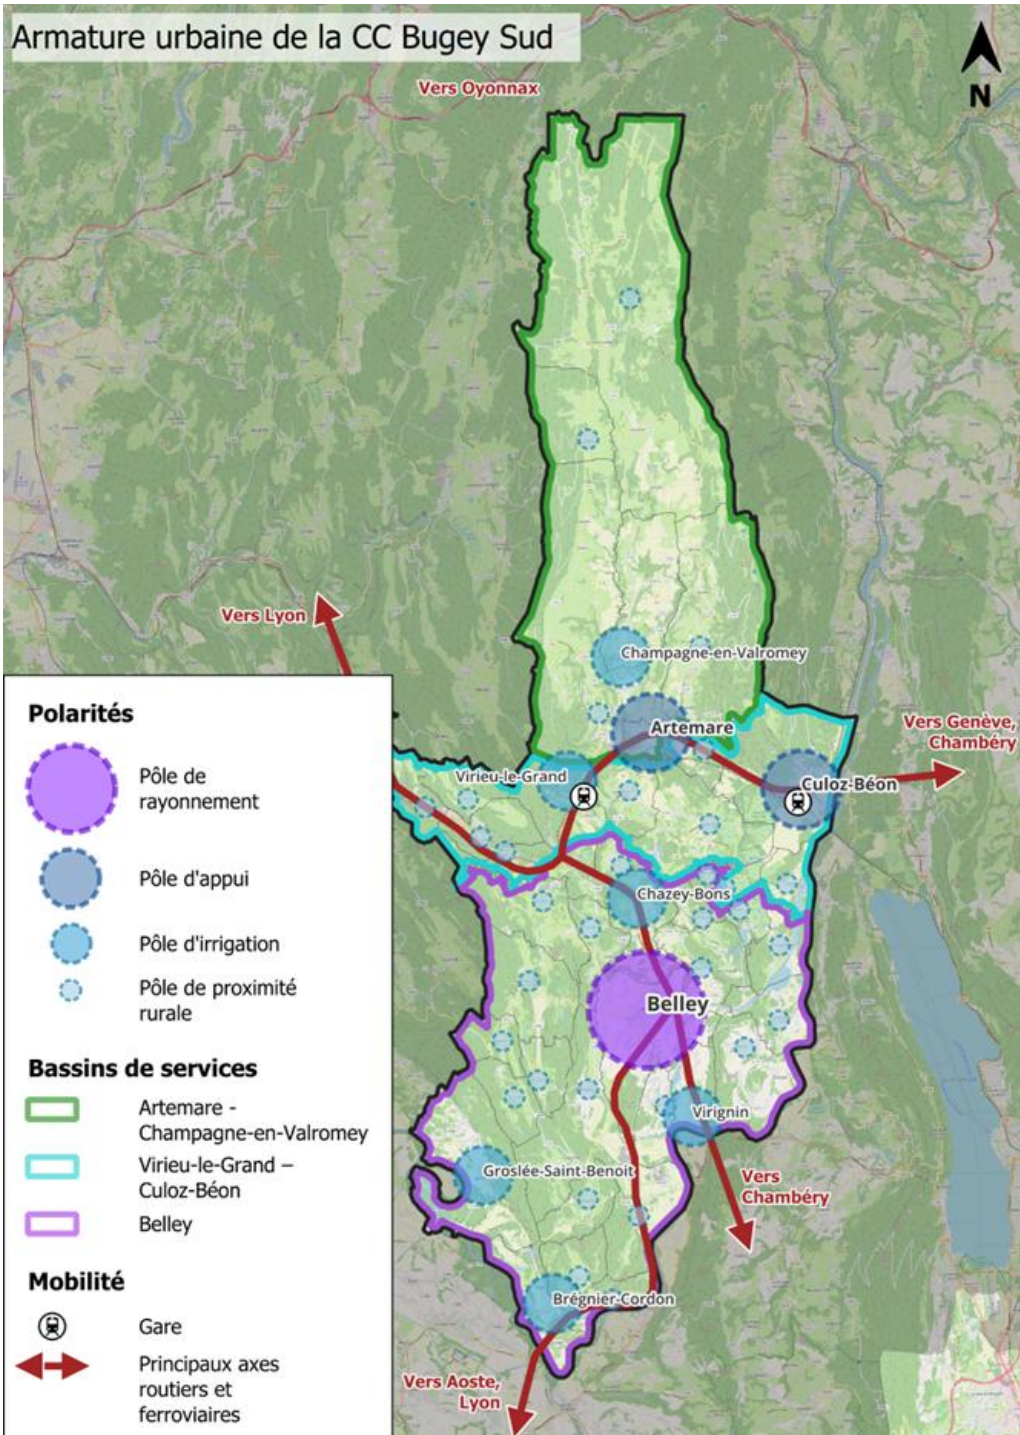 Armature urbaine de la CC Bugey Sud
N
Vers Oyonnax
Vers Lyon
Champagne-en-Valromey
Artemare
Vers Genève,
Chambéry
Virieu-le-Grand
Culoz-Béon
Chazey-Bons
Belley
Virignin
Groslée-Saint-Benoit
Vers
Chambéry
Brégnier-Cordon
Vers Aoste,
Lyon
Polarités
Pôle de
rayonnement
Pôle d'appui
Pôle d'irrigation
Pôle de proximité
rurale
Bassins de services
Artemare -
Champagne-en-Valromey
Virieu-le-Grand –
Culoz-Béon
Belley
Mobilité
Gare
Principaux axes
routiers et
ferroviaires